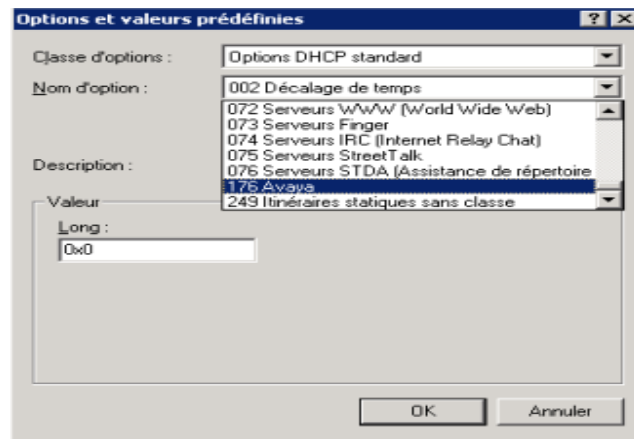 Options et valeurs prédéfinies
Classe d'options :
Options DHCP standard
Nom d'option :
002 Décalage de temps
072 Serveurs WWW (World Wide Web)
073 Serveurs Finger
074 Serveurs IRC (Internet Relay Chat)
075 Serveurs StreetTalk
076 Serveurs STDA (Assistance de répertoire
176 Avaya
249 Itinéraires statiques sans classe
Description :
Valeur
Long :
0x0
OK
Annuler